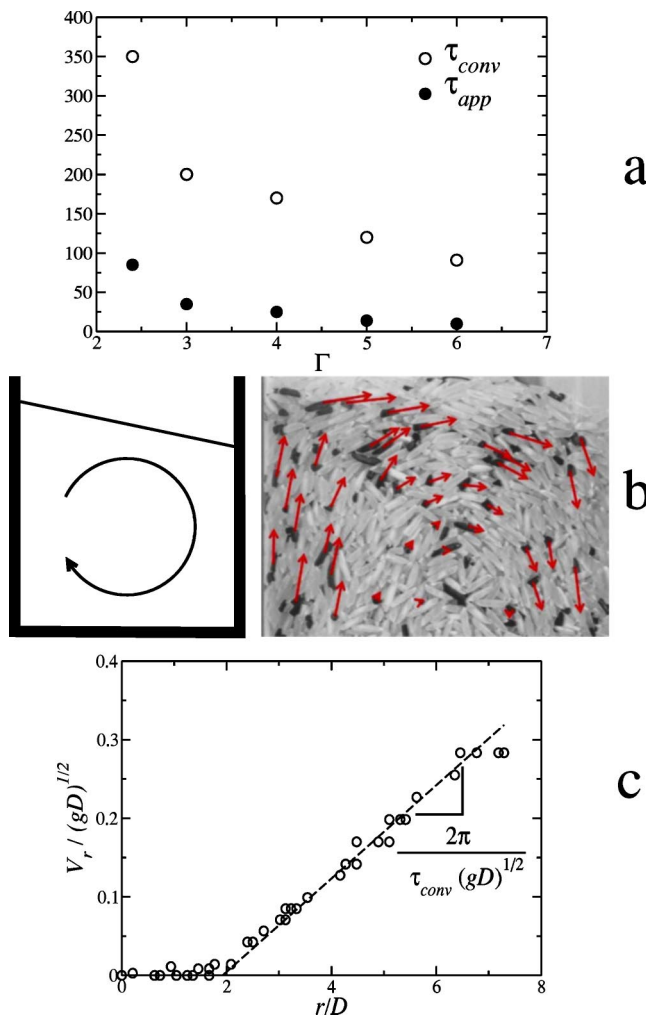 400
350
300
250
200
150
100
50
0
2 3 4 5 6 7
Γ
τconv
τapp
a
b
c
0.4
0.3
0.2
0.1
0
Vr / (gD)^1/2
0 2 4 6 8
r/D
2π
τconv (gD)^1/2